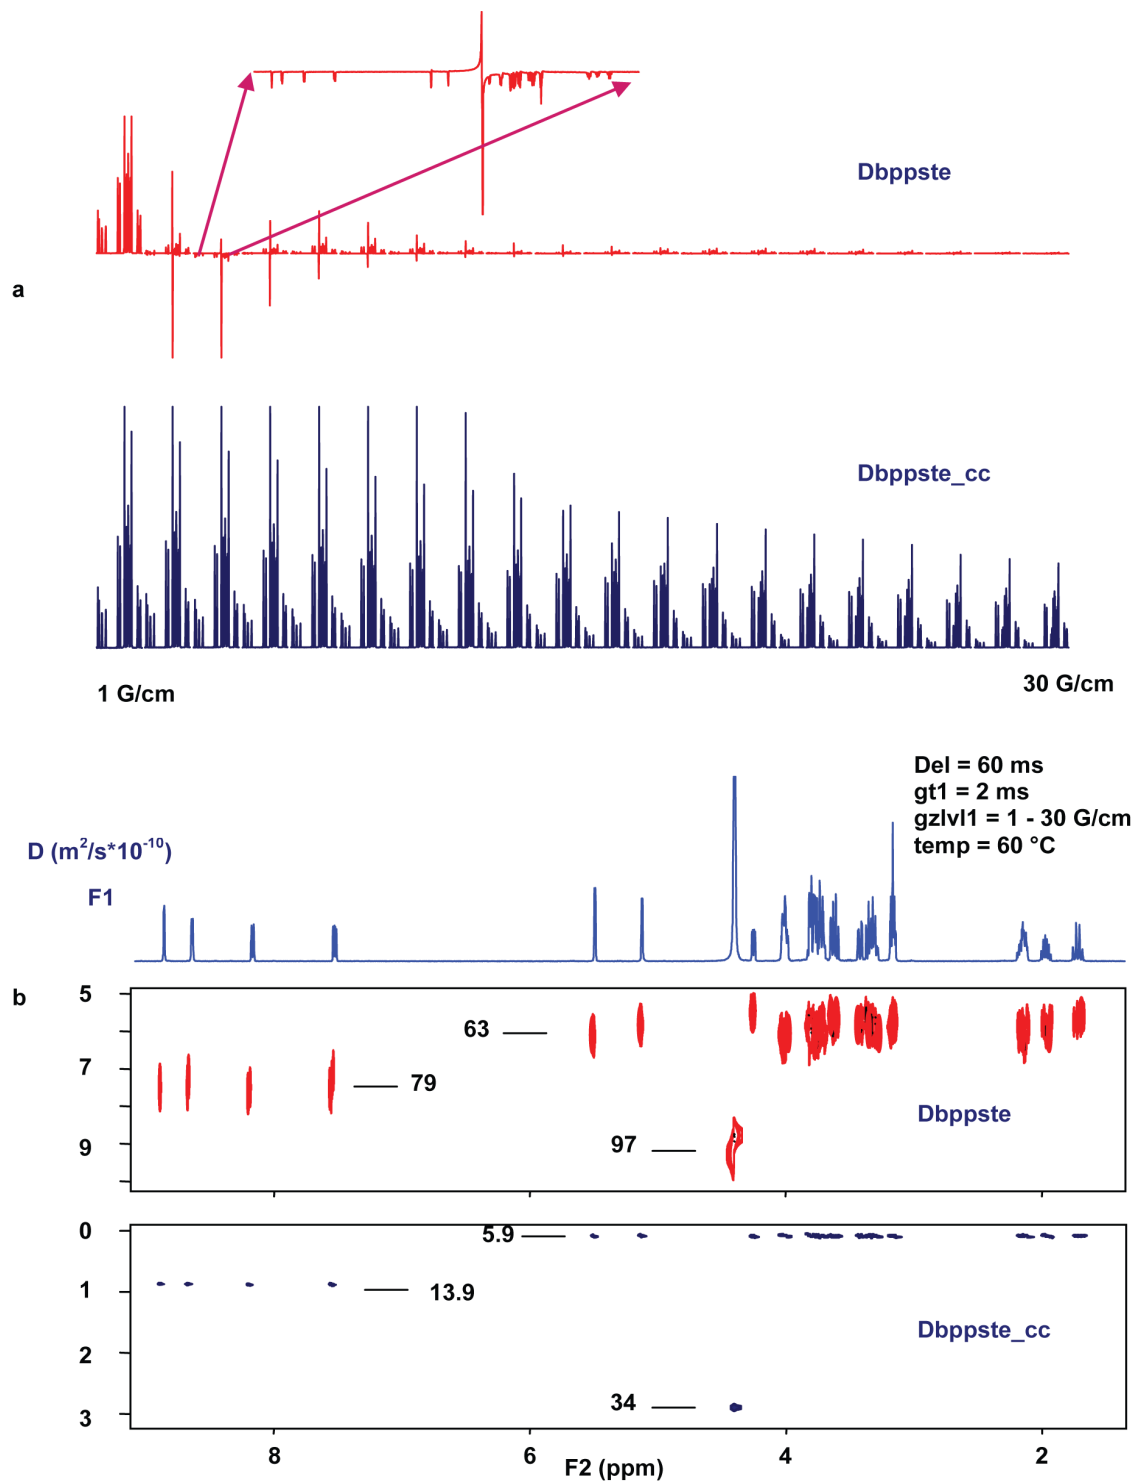 Dbppste
a
Dbppste_cc
1 G/cm
30 G/cm
Del = 60 ms
gt1 = 2 ms
gzlvl1 = 1 - 30 G/cm
temp = 60 °C
D (m²/s*10⁻¹⁰)
F1
b
5
63
7
79
Dbppste
9
97
0
5.9
1
13.9
Dbppste_cc
2
34
3
8
6
4
2
F2 (ppm)